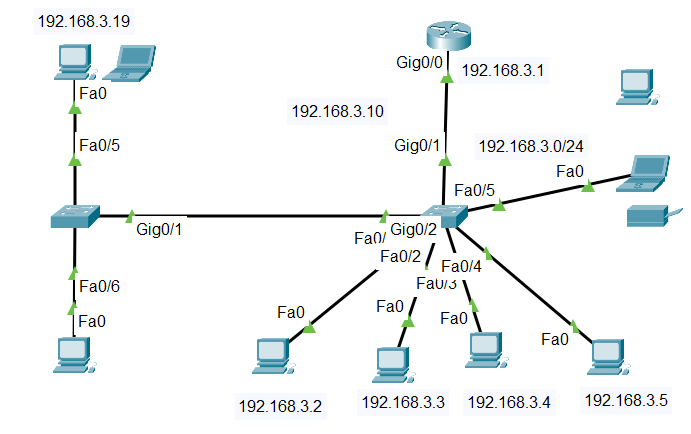 192.168.3.19
Gig0/0
192.168.3.1
Fa0
192.168.3.10
Fa0/5
Gig0/1
192.168.3.0/24
Fa0
Fa0/5
Gig0/1
Gig0/2
Fa0/
Fa0/2
Fa0/4
Fa0/3
Fa0/6
Fa0
Fa0
Fa0
Fa0
Fa0
192.168.3.2
192.168.3.3
192.168.3.4
192.168.3.5